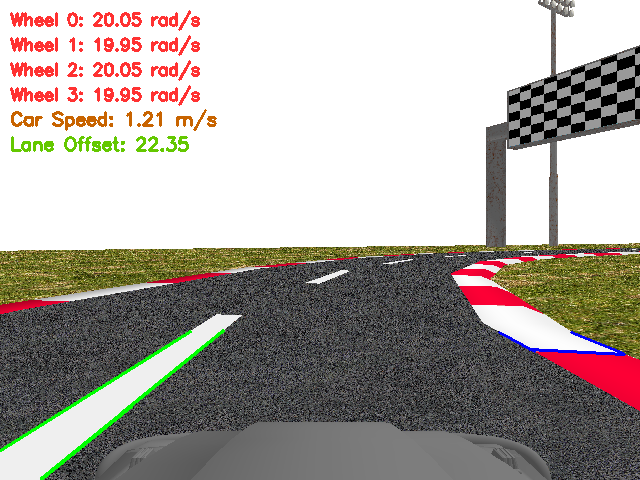 Wheel 0: 20.05 rad/s
Wheel 1: 19.95 rad/s
Wheel 2: 20.05 rad/s
Wheel 3: 19.95 rad/s
Car Speed: 1.21 m/s
Lane Offset: 22.35